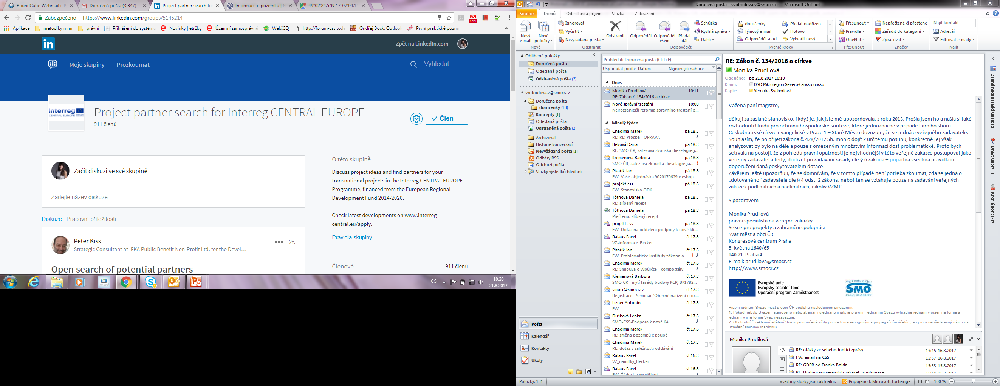 RoundCube Webmail :: P
Doručená pošta (3 847) -
Project partner search fo
Informace o pozemku | N
49°02'24.5"N 17°07'04.1"
Zabezpečeno
https://www.linkedin.com/groups/5145214
8729
Aplikace
metodiky mmr
právní
Přihlášení do systému
Novinky | etržby
Územní samosprávné
WebICQ
http://forum-css.tode
Ondřej Bock: Outlook
První praktické pozna
»
in
Zpět na LinkedIn.com
Moje skupiny
Prozkoumat
Vyhledat
Interreg
CENTRAL EUROPE
Project partner search for Interreg CENTRAL EUROPE
911 členů
Člen
Začít diskuzi ve své skupině
Zadejte název diskuze.
Diskuze
Pracovní příležitosti
Peter Kiss
2t.
Strategic Consultant at IFKA Public Benefit Non-Profit Ltd. for the Devel…
Open search of potential partners
O této skupině
Discuss project ideas and find partners for your
transnational projects in the Interreg CENTRAL EUROPE
Programme, financed from the European Regional
Development Fund 2014-2020.
Check latest developments on www.interreg-
central.eu/apply.
Pravidla skupiny
Členové
911 členů
CS
10:38
21.8.2017
Doručená pošta – svobodova.v@smocr.cz - Microsoft Outlook
Soubor
Domů
Odesílání a příjem
Složka
Zobrazení
Nový
e-mail
Nové
položky
Nové
Ignorovat
Vyčistit
Nevyžádaná pošta
Odstranit
Odstranit
Odpovědět
Odpovědět
všem
Předat
dál
Schůzka
Rychlá zpráva
Další
Odpovědět
doručenky
Týmový e-mail
Odpovědět a od...
Předat nadřízen...
Hotovo
Vytvořit nový
Rychlé kroky
Přesunout
Pravidla
OneNote
Přesunout
Nepřečtené či přečtené
Zařadit do kategorií
Zpracovat
Značky
Najít kontakt
Adresář
Filtrovat e-maily
Najít
Oblíbené položky
Doručená pošta
Odeslaná pošta
Odstraněná pošta (2)
svobodova.v@smocr.cz
Doručená pošta
doručenky (13)
Koncepty [1]
Odeslaná pošta
Odstraněná pošta (2)
Archivovat
Historie konverzací
Nevyžádaná pošta [1]
Odběry RSS
Odchozí pošta
Složky výsledků hledání
Pošta
Kalendář
Kontakty
Úkoly
Prohledat: Doručená pošta (Ctrl+E)
Uspořádat podle: Datum
Nejnovější nahoře
Dnes
Monika Prudilová 10:11
RE: Zákon č. 134/2016 a církve
Nové správní trestání 10:00
Nejrozsáhlejší reforma správního trestání p...
Minulý týden
Chadima Marek pá 18.8
RE: RE: Prosba - OPRAVA
Beková Dana pá 18.8
RE: SMO ČR, zátěžová zkouška dieselagreg...
Křemenová Barbora pá 18.8
SMO ČR, zátěžová zkouška dieselagregá...
Písařík Jan pá 18.8
FW: Vaše objednávka 9020170629 v eshop...
projekt css pá 18.8
FW: Stanovisko ODK
Tóthová Daniela pá 18.8
RE: slíbený recept
Tóthová Daniela pá 18.8
Přečteno: slíbený recept
projekt css pá 18.8
FW: Dotaz na oddělení podpory k nové klí...
Ralaus Pavel čt 17.8
VZ-informace_Becker
Písařík Jan čt 17.8
FW: Problematické instituty zákona o ...
Chadima Marek čt 17.8
RE: Smlouva o výpůjčce - kompostéry
Křemenová Barbora čt 17.8
SMO ČR - mytí fasády budovy KCP, BK1782...
smocr@smocr.cz čt 17.8
Registrace - Seminář "Obecné nařízení o oc...
Lízner Antonín čt 17.8
FW:
Dušková Lenka čt 17.8
SMO-CSS-Podpora k nové KA
Chadima Marek čt 17.8
RE: směna pozemků x koupě
Chadima Marek čt 17.8
RE: dotaz v záležitosti oddávání
Ralaus Pavel st 16.8
VZ_namitky_Becker
Ralaus Pavel st 16.8
FW: Žádost o vysvětlení
RE: Zákon č. 134/2016 a církve
Monika Prudilová
Odesláno: po 21.8.2017 10:10
Komu: DSO Mikroregion Severo-Lanškrounsko
Kopie: Veronika Svobodová
Vážená paní magistro,
děkuji za zaslané stanovisko, i když je, jak jste mě upozorňovala, z roku 2013. Prošla jsem ho a našla si také
rozhodnutí Úřadu pro ochranu hospodářské soutěže, které jednoznačně v případě Farního sboru
Českobratrské církve evangelické v Praze 1 – Staré Město dovozuje, že se jedná o veřejného zadavatele.
Souhlasím, že po přijetí zákona č. 428/2012 Sb. mohlo dojít k určitému posunu, konkrétně jej však
analyzovat by bylo na déle a pouze s omezeným množstvím informací dost problematické. Proto bych
setrvala na postoji, že z pohledu právní opatrnosti je nejvhodnější v této veřejné zakázce postupovat jako
veřejný zadavatel a tedy, dodržet při zadávání zásady dle § 6 zákona + případná všechna pravidla či
doporučení daná poskytovatelem dotace.
Závěrem ještě upozorňuji, že se domnívám, že v tomto případě není potřeba zkoumat, zda se jedná o
„dotovaného“ zadavatele dle § 4 odst. 2 zákona, neboť ten se vztahuje pouze na zadávání veřejných
zakázek podlimitních a nadlimitních, nikoliv VZMR.
S pozdravem
Monika Prudilová
právní specialista na veřejné zakázky
Sekce pro projekty a zahraniční spolupráci
Svaz měst a obcí ČR
Kongresové centrum Praha
5. května 1640/65
140 21 Praha 4
E-mail: prudilova@smocr.cz
http://www.smocr.cz
Evropská unie
Evropský sociální fond
Operační program Zaměstnanost
Svaz měst a obcí
SMO
ČESKÉ REPUBLIKY
Právní jednání Svazu měst a obcí ČR podléhá následujícím omezením:
1. Pokud nebylo Svazem stanoveno nebo stranami ujednáno jinak, je právním jednáním Svazu výhradně jednání v písemné formě a
jednání v jiné formě Svaz nezavazuje.
2. Obchodní či reklamní sdělení Svazu jsou určená vždy pouze k marketingovým a propagačním účelům, a i proto nepředstavují návrh na
uzavření smlouvy (nabídku)
Monika Prudilová
RE: otázky ze sebehodnotící zprávy 13:45 16.8.2017
FW: email na CSS 12:57 16.8.2017
RE: GDPR od Franka Bolda 15:53 15.8.2017
RE: Hodnocení veřejných zakázek, spolupráce 15:44 15.8.2017
Žádné nadcházející události
Dnes: Úkoly: 4
Rychlé kontakty
Položky: 131
Všechny složky jsou aktuální.
Připojeno k Microsoft Exchange
100 %